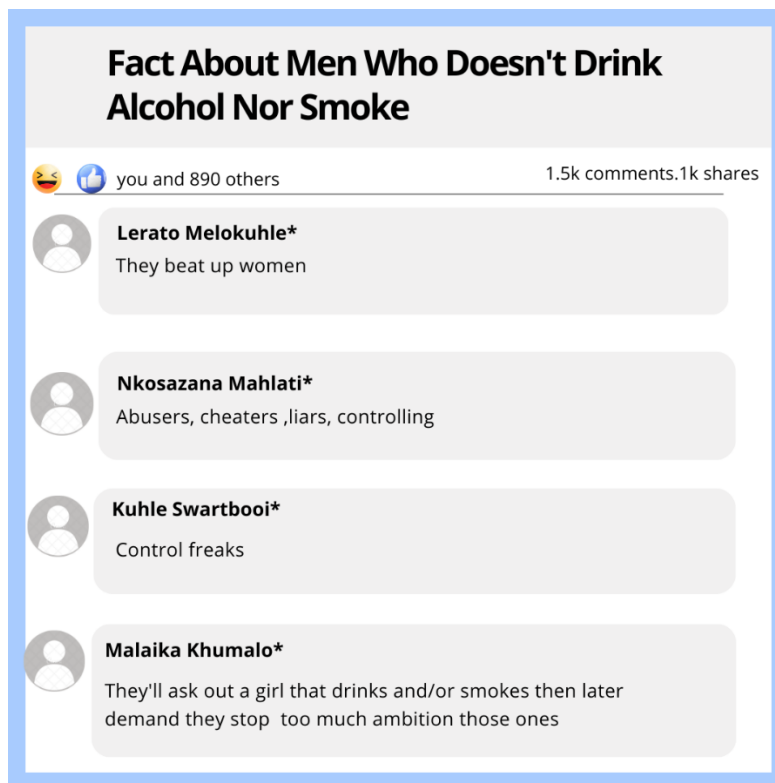 Fact About Men Who Doesn't Drink
Alcohol Nor Smoke
you and 890 others
1.5k comments.1k shares
Lerato Melokuhle*
They beat up women
Nkosazana Mahlati*
Abusers, cheaters ,liars, controlling
Kuhle Swartbooi*
Control freaks
Malaika Khumalo*
They'll ask out a girl that drinks and/or smokes then later
demand they stop  too much ambition those ones